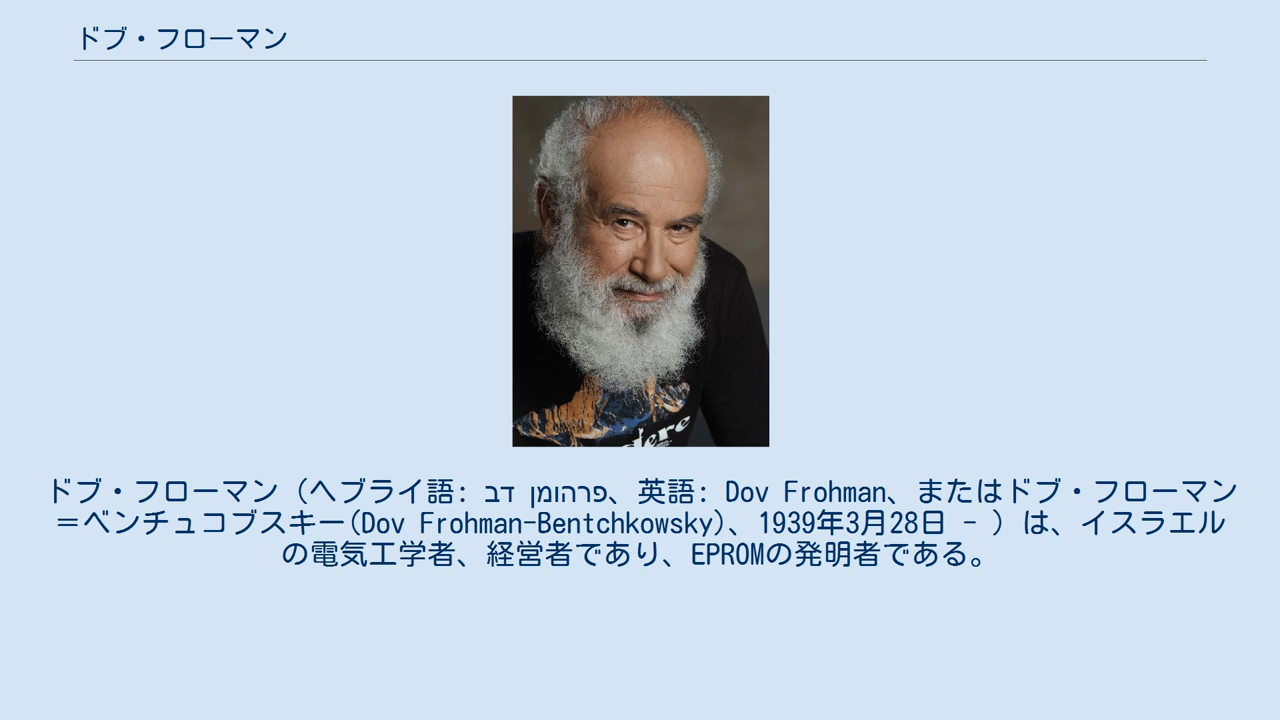 ドブ・フローマン
dere
ドブ・フローマン（ヘブライ語: דב פרוהמן、英語: Dov Frohman、またはドブ・フローマン
＝ベンチュコブスキー(Dov Frohman-Bentchkowsky)、1939年3月28日 - ）は、イスラエル
の電気工学者、経営者であり、EPROMの発明者である。